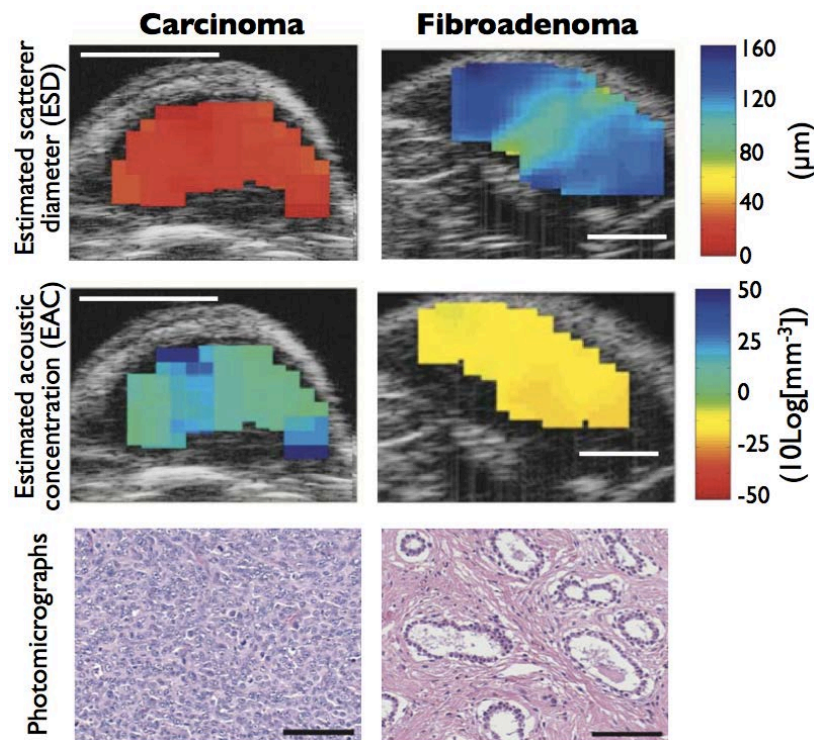 Carcinoma
Fibroadenoma
Estimated scatterer
diameter (ESD)
160
120
80
40
0
(µm)
Estimated acoustic
concentration (EAC)
50
25
0
-25
-50
(10Log[mm-³])
Photomicrographs